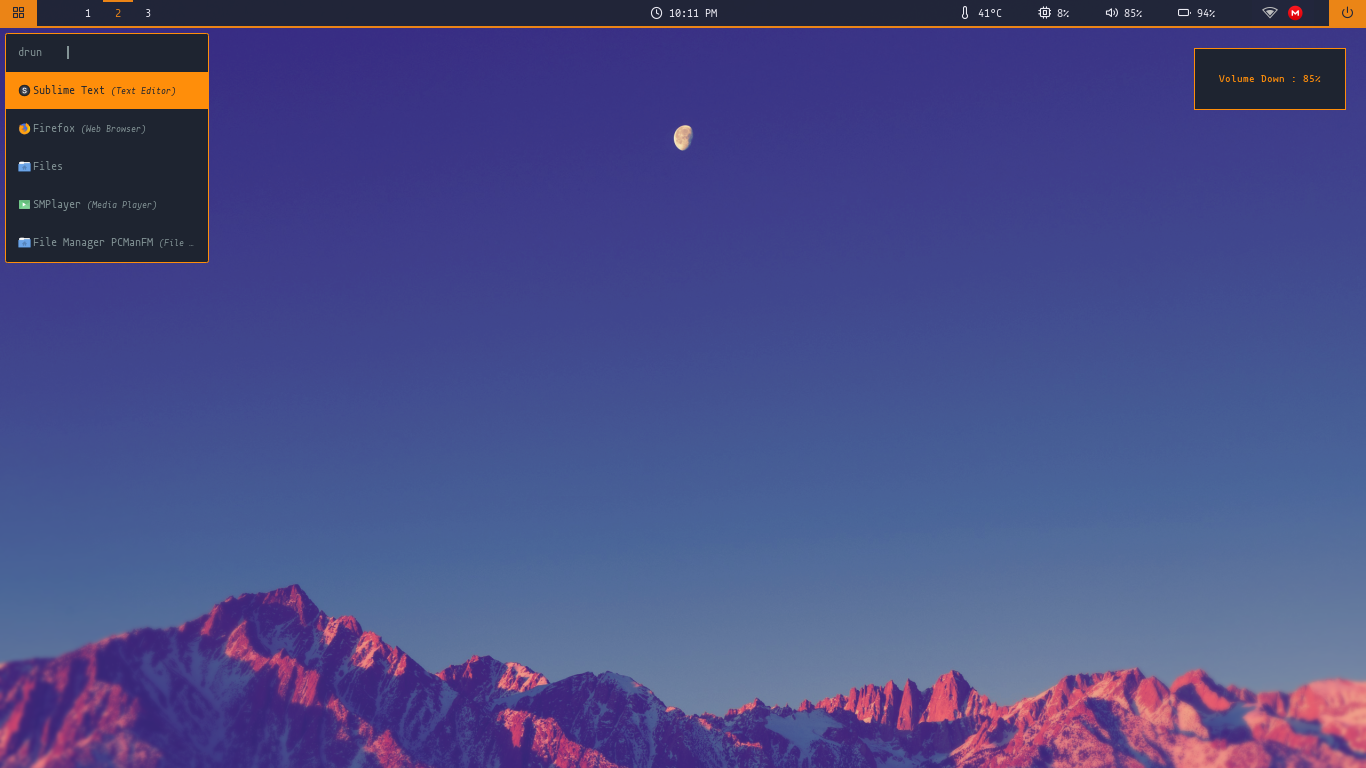 1 2 3 10:11 PM 41°C 8% 85% 94% M
drun
S Sublime Text (Text Editor)
Firefox (Web Browser)
Files
SMPlayer (Media Player)
File Manager PCManFM (File …
Volume Down : 85%